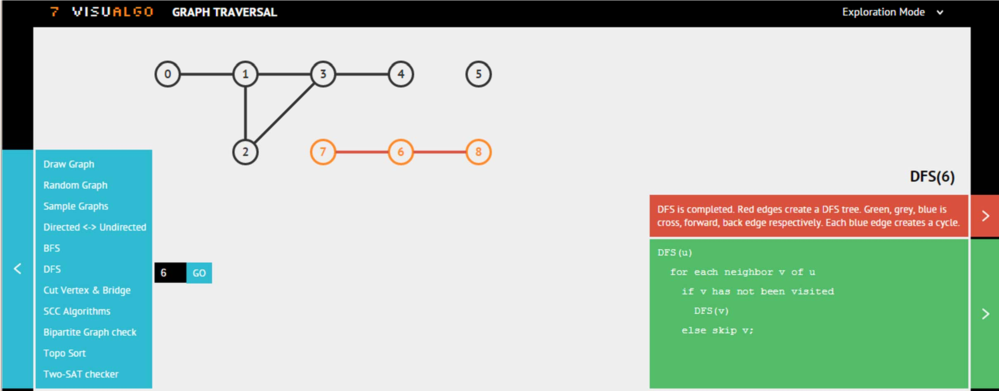 7 VISUALGO GRAPH TRAVERSAL Exploration Mode
0 1 3 4 5
2 7 6 8
Draw Graph
Random Graph
Sample Graphs
Directed <-> Undirected
BFS
DFS
Cut Vertex & Bridge
SCC Algorithms
Bipartite Graph check
Topo Sort
Two-SAT checker
6 GO
DFS(6)
DFS is completed. Red edges create a DFS tree. Green, grey, blue is
cross, forward, back edge respectively. Each blue edge creates a cycle.
DFS(u)
for each neighbor v of u
if v has not been visited
DFS(v)
else skip v;